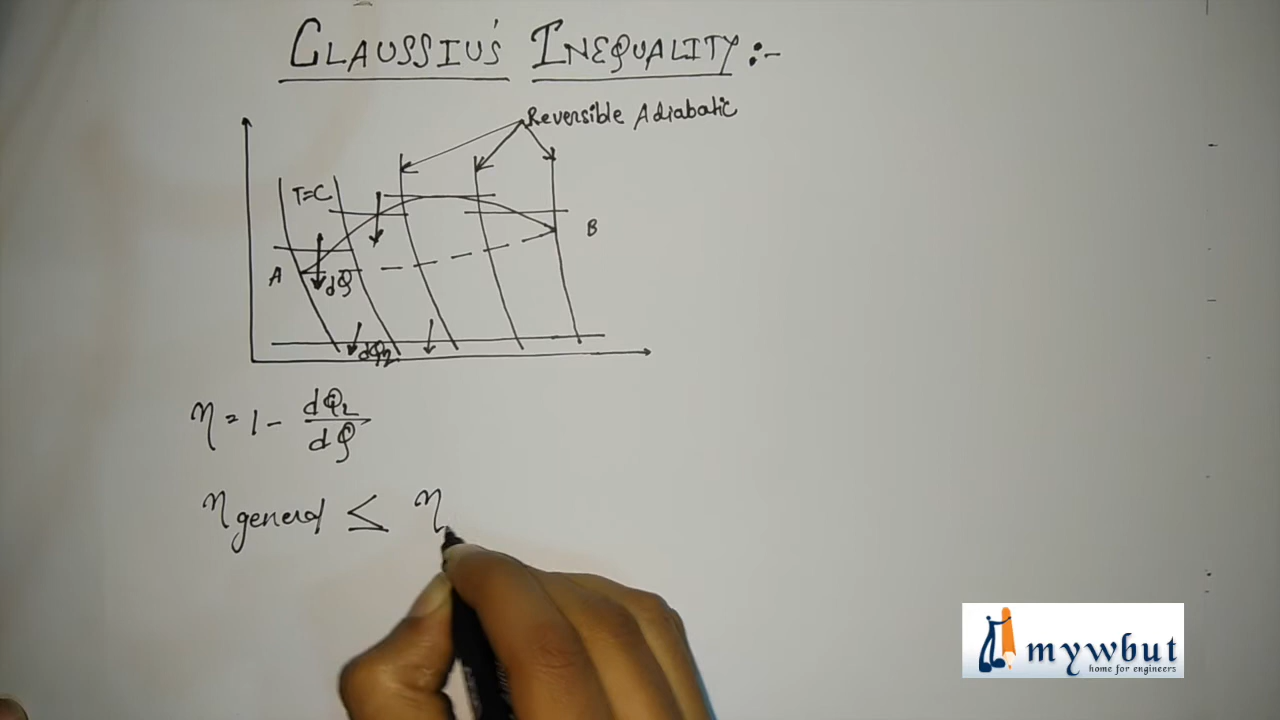 CLAUSSIUS' INEQUALITY :-
Reversible Adiabatic
T=C
A
B
dQ
dQ2
η = 1 - dQ2/dQ
η general ≤ η
mywbut
home for engineers